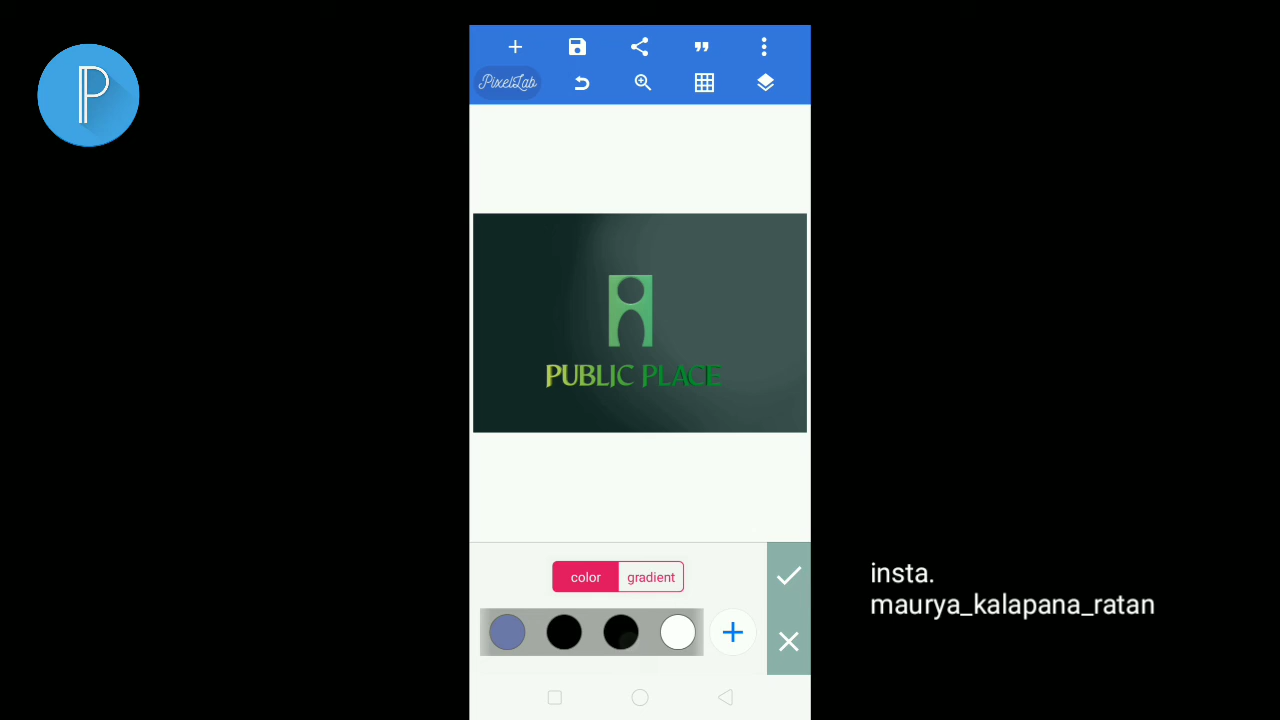 P
PixelLab
PUBLIC PLACE
color gradient
insta.
maurya_kalapana_ratan